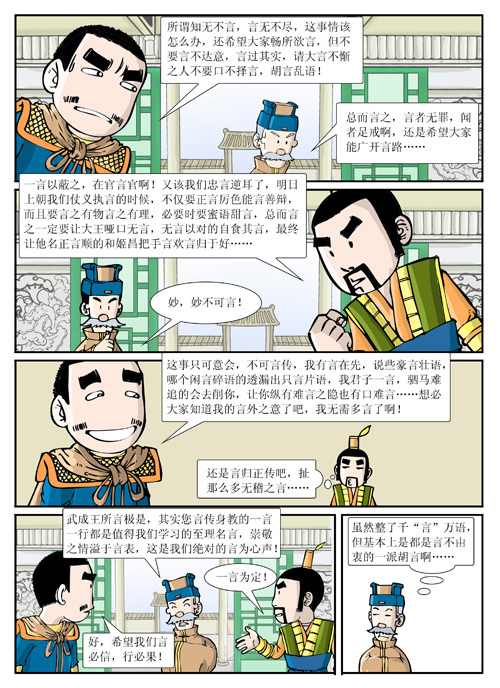 所谓知无不言，言无不尽，这事情该
怎么办，还希望大家畅所欲言，但不
要言不达意，言过其实，请大言不惭
之人不要口不择言，胡言乱语！
总而言之，言者无罪，闻
者足戒啊，还是希望大家
能广开言路……
一言以蔽之，在官言官啊！又该我们忠言逆耳了，明日
上朝我们仗义执言的时候，不仅要正言厉色能言善辩，
而且要言之有物言之有理，必要时要蜜语甜言，总而言
之一定要让大王哑口无言，无言以对的自食其言，最终
让他名正言顺的和姬昌把手言欢言归于好……
妙，妙不可言！
这事只可意会，不可言传，我有言在先，说些豪言壮语，
哪个闲言碎语的透漏出只言片语，我君子一言，驷马难
追的会去削你，让你纵有难言之隐也有口难言……想必
大家知道我的言外之意了吧，我无需多言了啊！
还是言归正传吧，扯
那么多无稽之言……
武成王所言极是，其实您言传身教的一言
一行都是值得我们学习的至理名言，崇敬
之情溢于言表，这是我们绝对的言为心声！
一言为定！
好，希望我们言
必信，行必果！
虽然整了千“言”万语，
但基本上是都是言不由
衷的一派胡言啊……